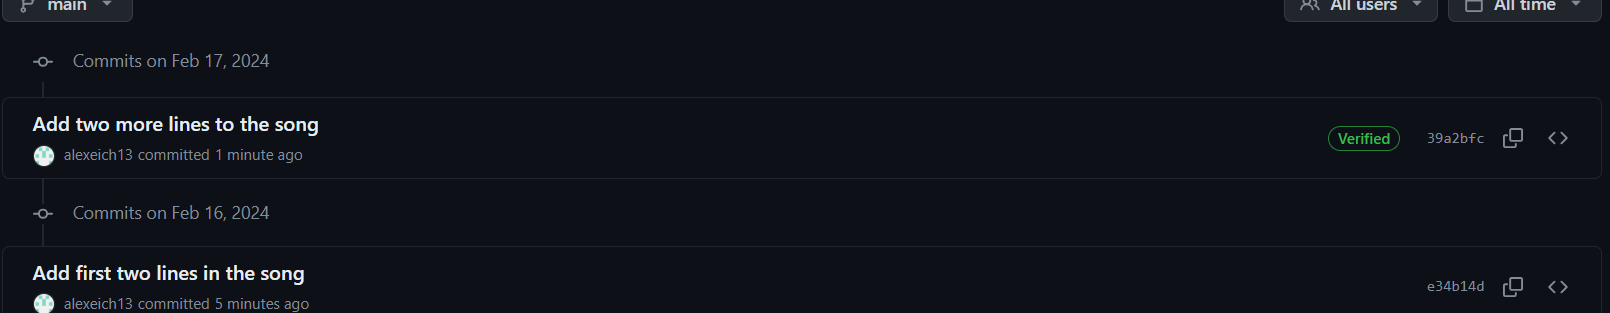 main
All users
All time
Commits on Feb 17, 2024
Add two more lines to the song
alexeich13 committed 1 minute ago
Verified
39a2bfc
Commits on Feb 16, 2024
Add first two lines in the song
alexeich13 committed 5 minutes ago
e34b14d